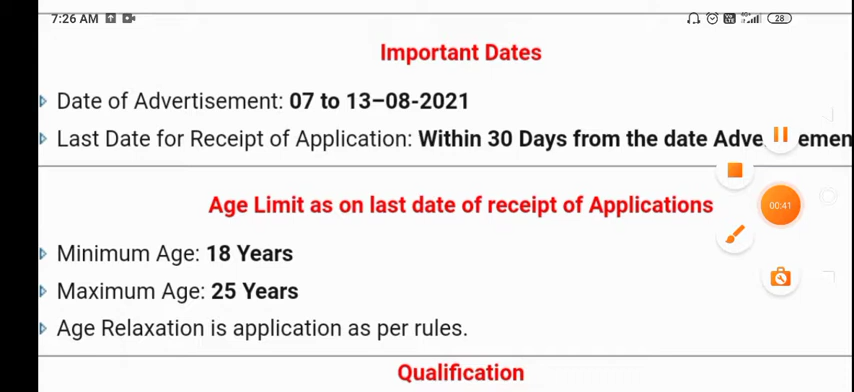 7:26 AM
28
Important Dates
Date of Advertisement: 07 to 13-08-2021
Last Date for Receipt of Application: Within 30 Days from the date Adve emen
Age Limit as on last date of receipt of Applications
00:41
Minimum Age: 18 Years
Maximum Age: 25 Years
Age Relaxation is application as per rules.
Qualification